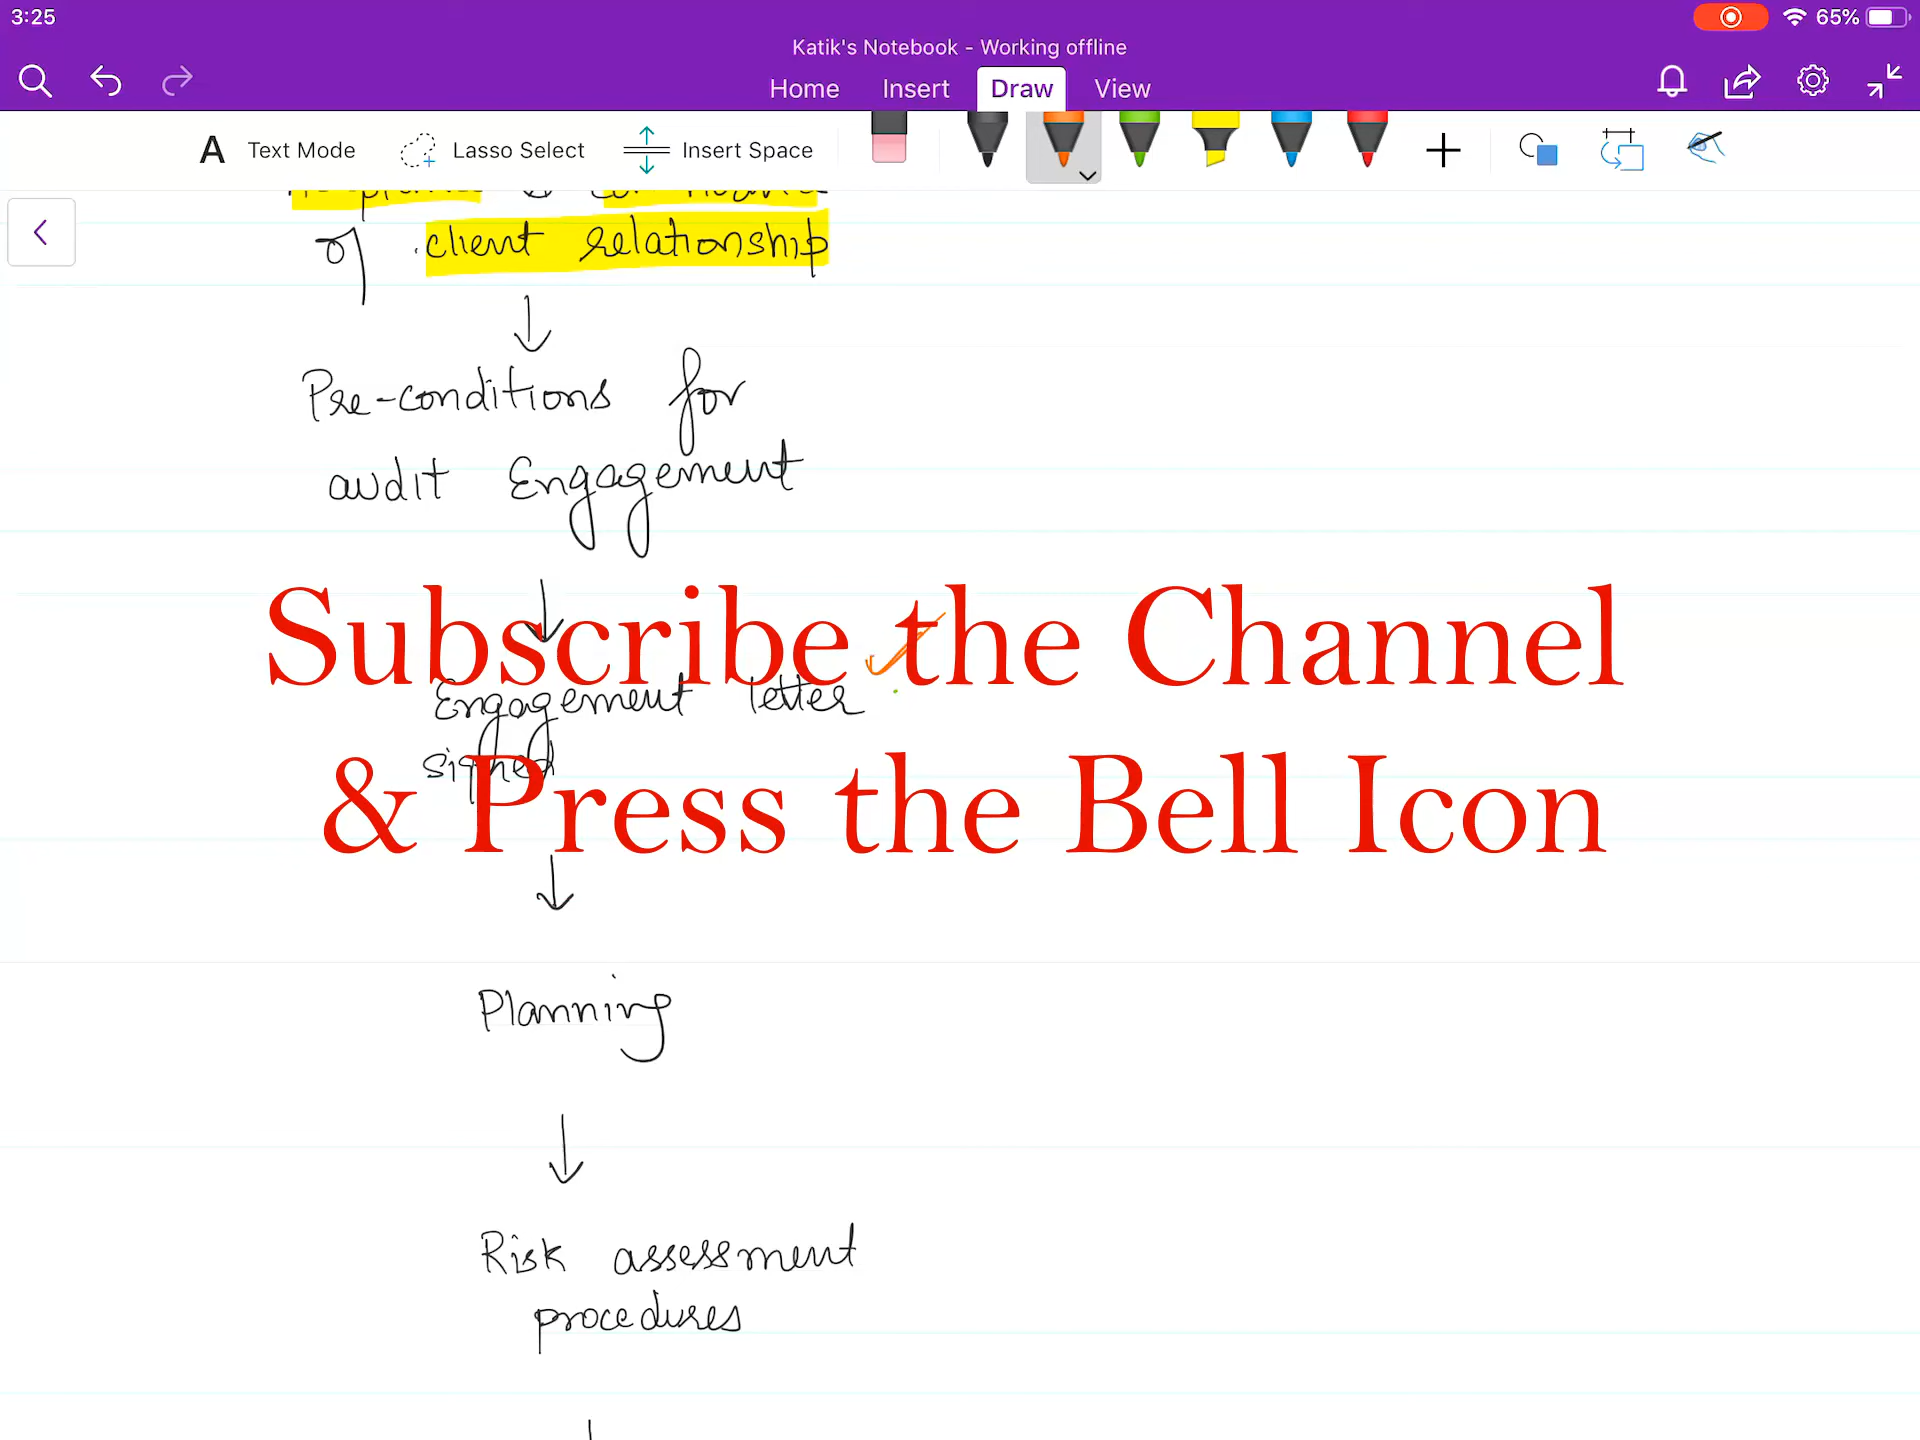 3:25
65%
Katik's Notebook - Working offline
Home Insert Draw View
A Text Mode Lasso Select Insert Space
of client relationship
Pre-conditions for
audit Engagement
Subscribe the Channel
Engagement letter
signed
& Press the Bell Icon
Planning
Risk assessment
procedures